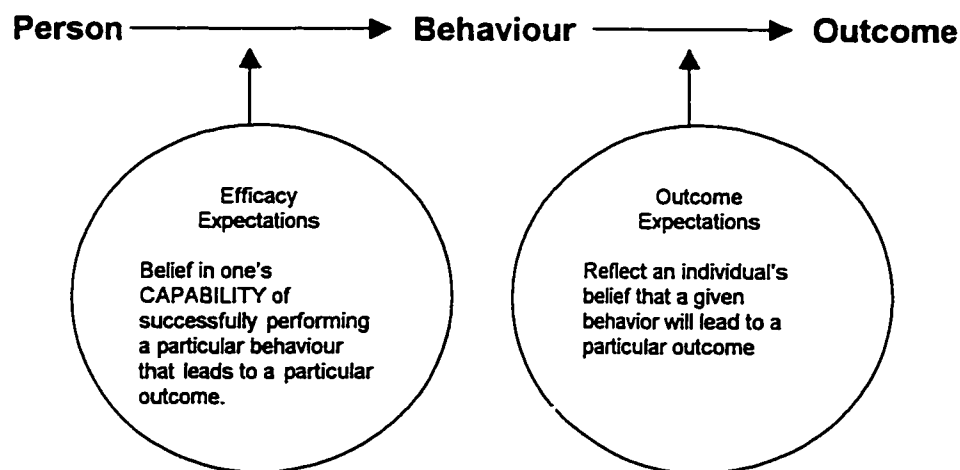 Person Behaviour Outcome
Efficacy
Expectations
Belief in one's
CAPABILITY of
successfully performing
a particular behaviour
that leads to a particular
outcome.
Outcome
Expectations
Reflect an individual's
belief that a given
behavior will lead to a
particular outcome